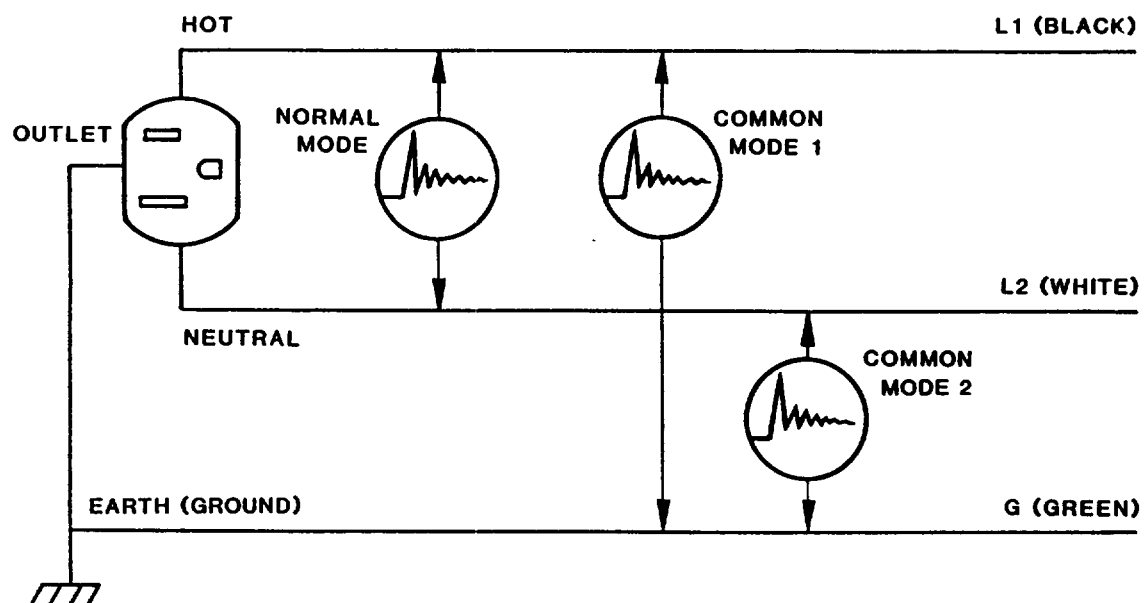 HOT
L1 (BLACK)
OUTLET
NORMAL
MODE
COMMON
MODE 1
L2 (WHITE)
NEUTRAL
COMMON
MODE 2
EARTH (GROUND)
G (GREEN)